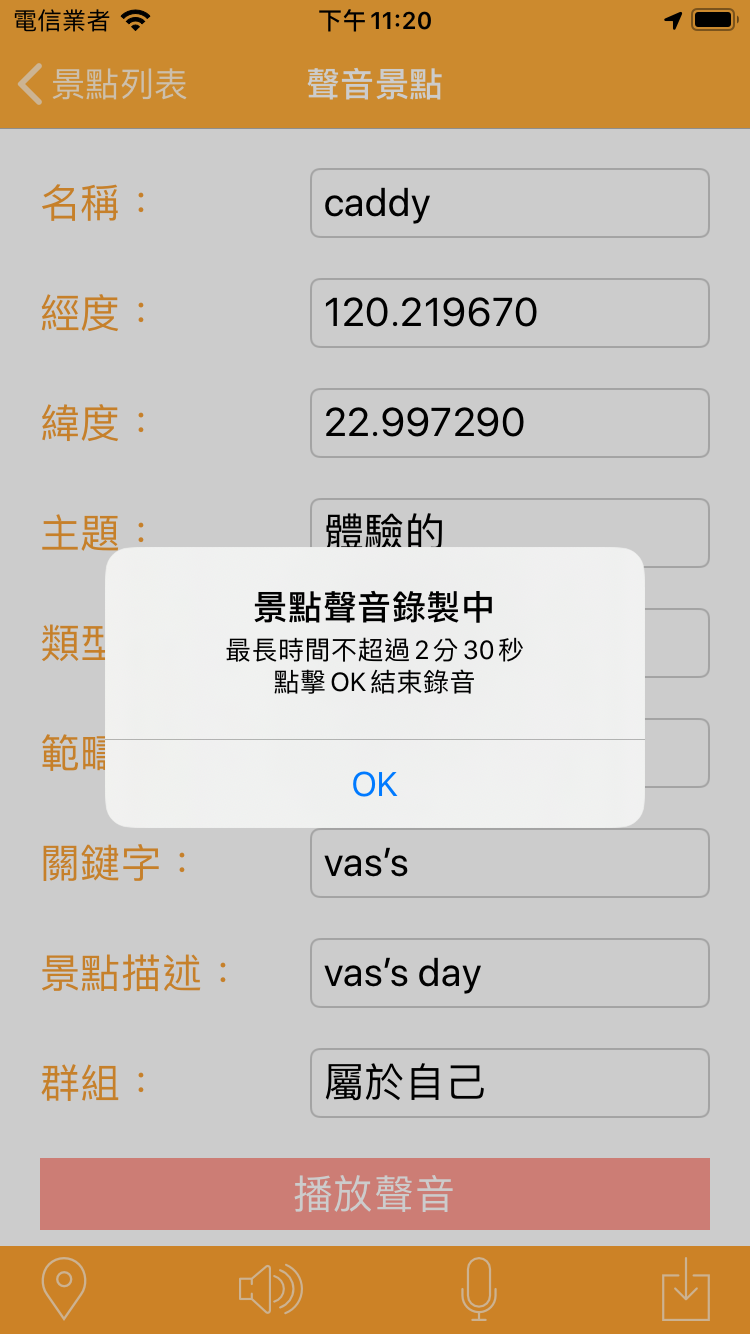 電信業者 下午11:20
景點列表 聲音景點
名稱： caddy
經度： 120.219670
緯度： 22.997290
主題： 體驗的
類型
景點聲音錄製中
最長時間不超過2分30秒
點擊OK結束錄音
範疇
OK
關鍵字： vas’s
景點描述： vas’s day
群組： 屬於自己
播放聲音